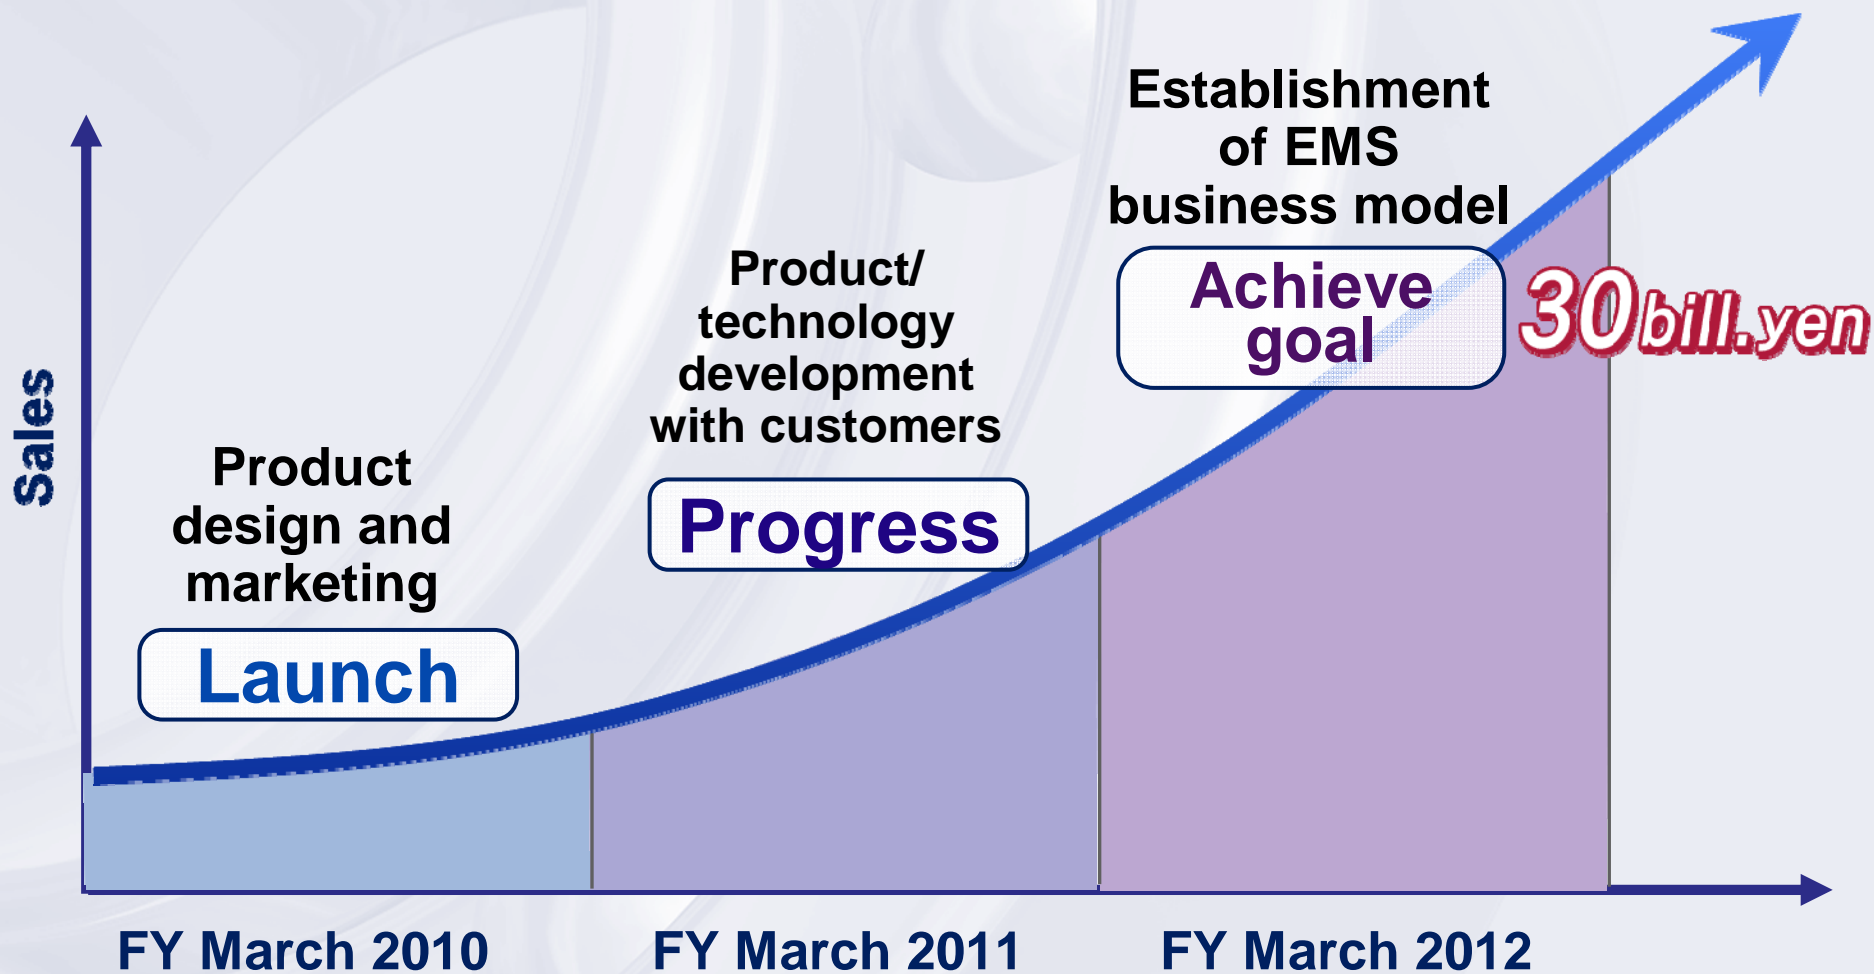 Sales
Product
design and
marketing
Launch
Product/
technology
development
with customers
Progress
Establishment
of EMS
business model
Achieve
goal
30bill.yen
FY March 2010
FY March 2011
FY March 2012